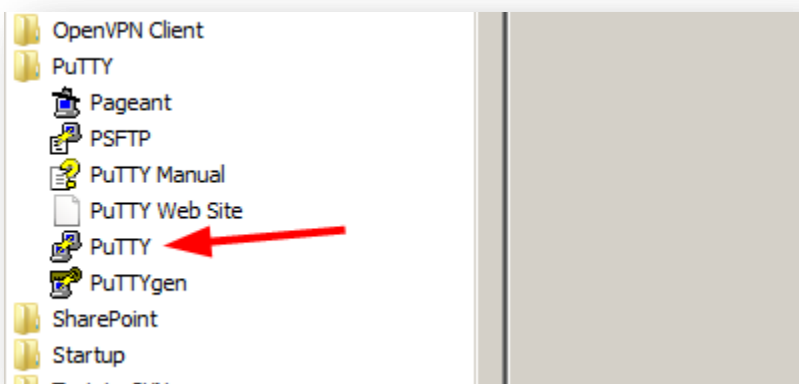 OpenVPN Client
PuTTY
Pageant
PSFTP
PuTTY Manual
PuTTY Web Site
PuTTY
PuTTYgen
SharePoint
Startup